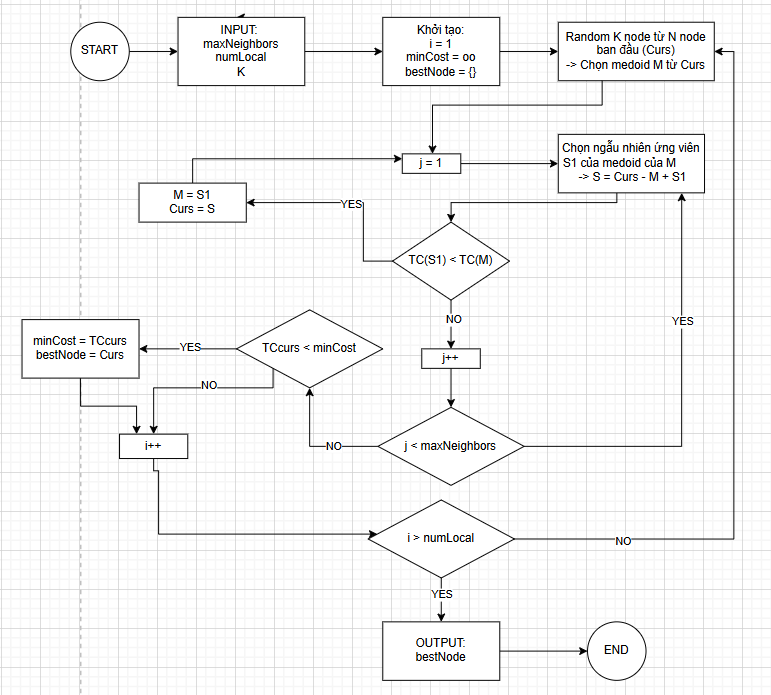 START
INPUT:
maxNeighbors
numLocal
K
Khởi tạo:
i = 1
minCost = oo
bestNode = {}
Random K node từ N node
ban đầu (Curs)
-> Chọn medoid M từ Curs
j = 1
Chọn ngẫu nhiên ứng viên
S1 của medoid của M
-> S = Curs - M + S1
M = S1
Curs = S
YES
TC(S1) < TC(M)
NO
YES
minCost = TCcurs
bestNode = Curs
YES
TCcurs < minCost
j++
NO
i++
NO
j < maxNeighbors
i > numLocal
NO
YES
OUTPUT:
bestNode
END